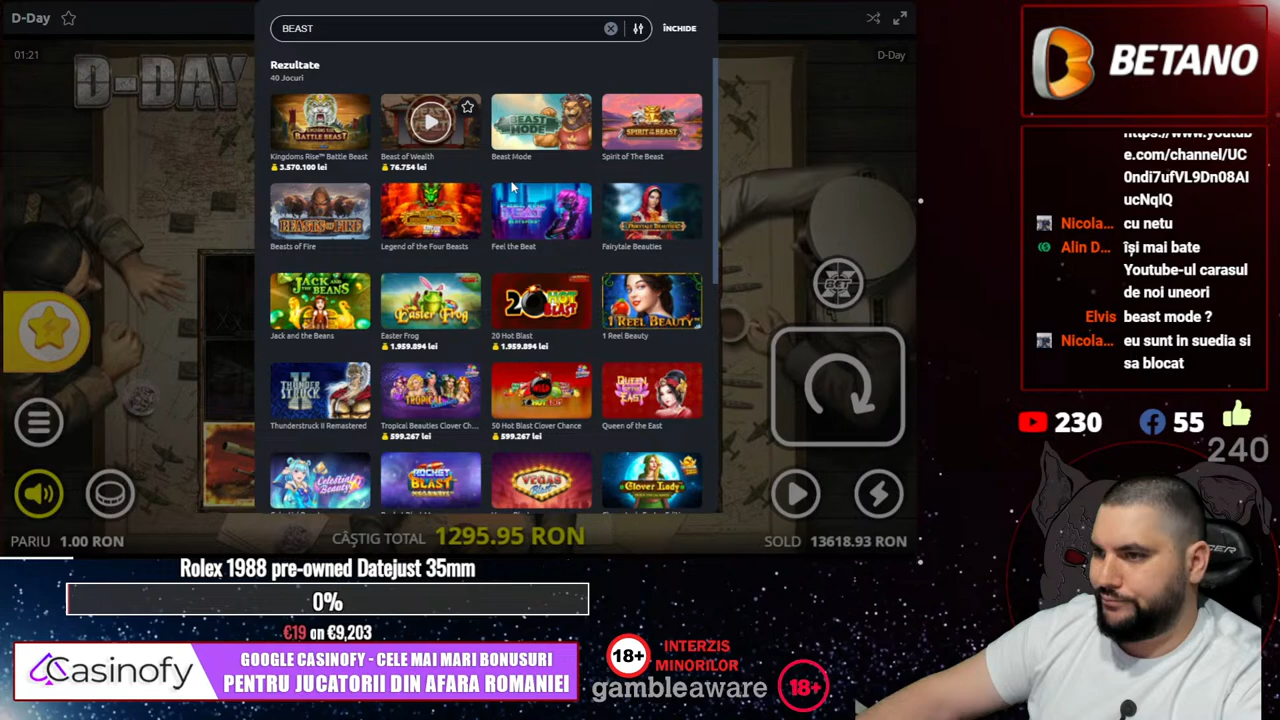 D-Day
BEAST
ÎNCHIDE
01:21
D-DAY
D-Day
Rezultate
40 Jocuri
Kingdoms Rise™ Battle Beast
3.570.100 lei
Beast of Wealth
76.754 lei
Beast Mode
Spirit of The Beast
Beasts of Fire
Legend of the Four Beasts
Feel the Beat
Fairytale Beauties
Jack and the Beans
Easter Frog
1.959.894 lei
20 Hot Blast
1.959.894 lei
1 Reel Beauty
Thunderstruck II Remastered
Tropical Beauties Clover Ch...
599.267 lei
50 Hot Blast Clover Chance
599.267 lei
Queen of the East
BET
PARIU 1.00 RON
CÂȘTIG TOTAL 1295.95 RON
SOLD 13618.93 RON
BETANO
https://www.youtub
e.com/channel/UC
0ndi7ufVL9Dn08AI
ucNqIQ
Nicola... cu netu
Alin D... își mai bate
Youtube-ul carasul
de noi uneori
Elvis beast mode ?
Nicola... eu sunt in suedia si
sa blocat
230 55
240
Rolex 1988 pre-owned Datejust 35mm
0%
€19 on €9,203
Casinofy
GOOGLE CASINOFY - CELE MAI MARI BONUSURI
PENTRU JUCATORII DIN AFARA ROMANIEI
18+ INTERZIS
MINORILOR
gambleaware 18+